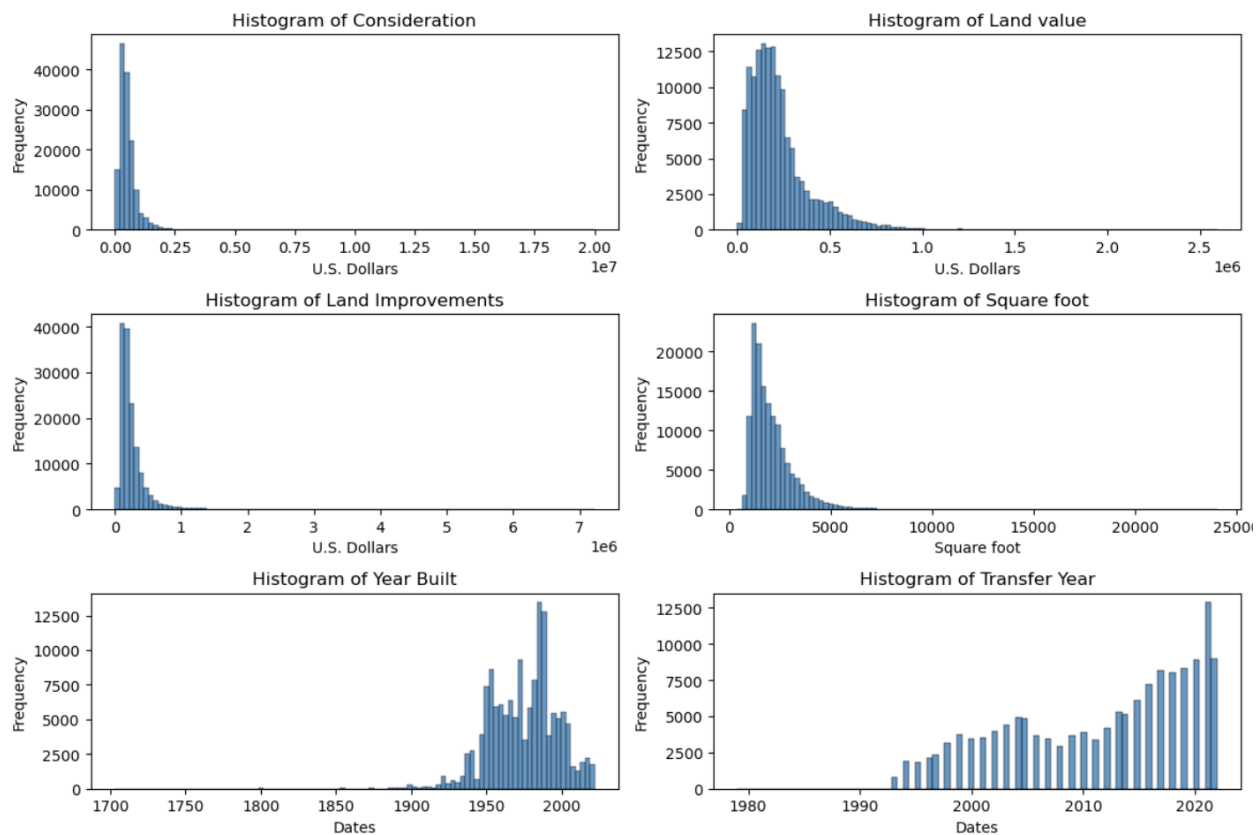 Histogram of Consideration
Frequency
40000
30000
20000
10000
0
0.00 0.25 0.50 0.75 1.00 1.25 1.50 1.75 2.00
1e7
U.S. Dollars
Histogram of Land value
Frequency
12500
10000
7500
5000
2500
0
0.0 0.5 1.0 1.5 2.0 2.5
1e6
U.S. Dollars
Histogram of Land Improvements
Frequency
40000
30000
20000
10000
0
0 1 2 3 4 5 6 7
1e6
U.S. Dollars
Histogram of Square foot
Frequency
20000
15000
10000
5000
0
0 5000 10000 15000 20000 2500
Square foot
Histogram of Year Built
Frequency
12500
10000
7500
5000
2500
0
1700 1750 1800 1850 1900 1950 2000
Dates
Histogram of Transfer Year
Frequency
12500
10000
7500
5000
2500
0
1980 1990 2000 2010 2020
Dates